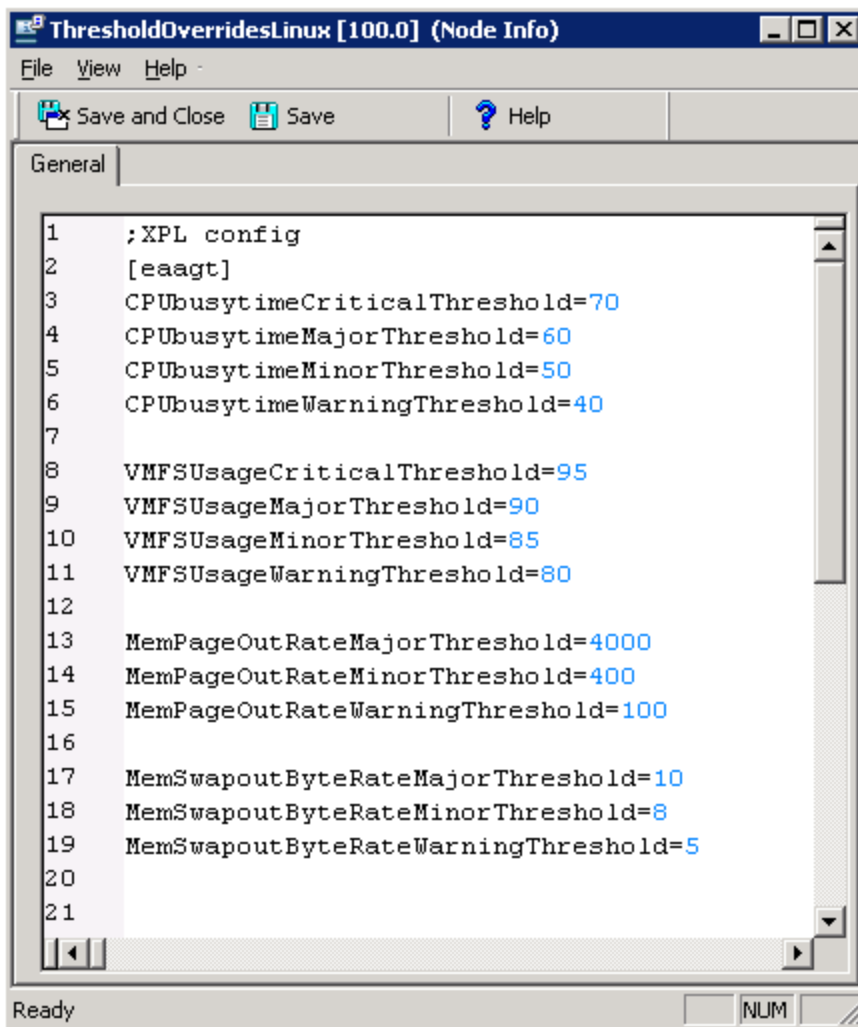 ThresholdOverridesLinux [100.0] (Node Info)
File View Help
Save and Close Save Help
General
1 ;XPL config
2 [eaagt]
3 CPUbusytimeCriticalThreshold=70
4 CPUbusytimeMajorThreshold=60
5 CPUbusytimeMinorThreshold=50
6 CPUbusytimeWarningThreshold=40
7
8 VMFSUsageCriticalThreshold=95
9 VMFSUsageMajorThreshold=90
10 VMFSUsageMinorThreshold=85
11 VMFSUsageWarningThreshold=80
12
13 MemPageOutRateMajorThreshold=4000
14 MemPageOutRateMinorThreshold=400
15 MemPageOutRateWarningThreshold=100
16
17 MemSwapoutByteRateMajorThreshold=10
18 MemSwapoutByteRateMinorThreshold=8
19 MemSwapoutByteRateWarningThreshold=5
20
21
Ready NUM